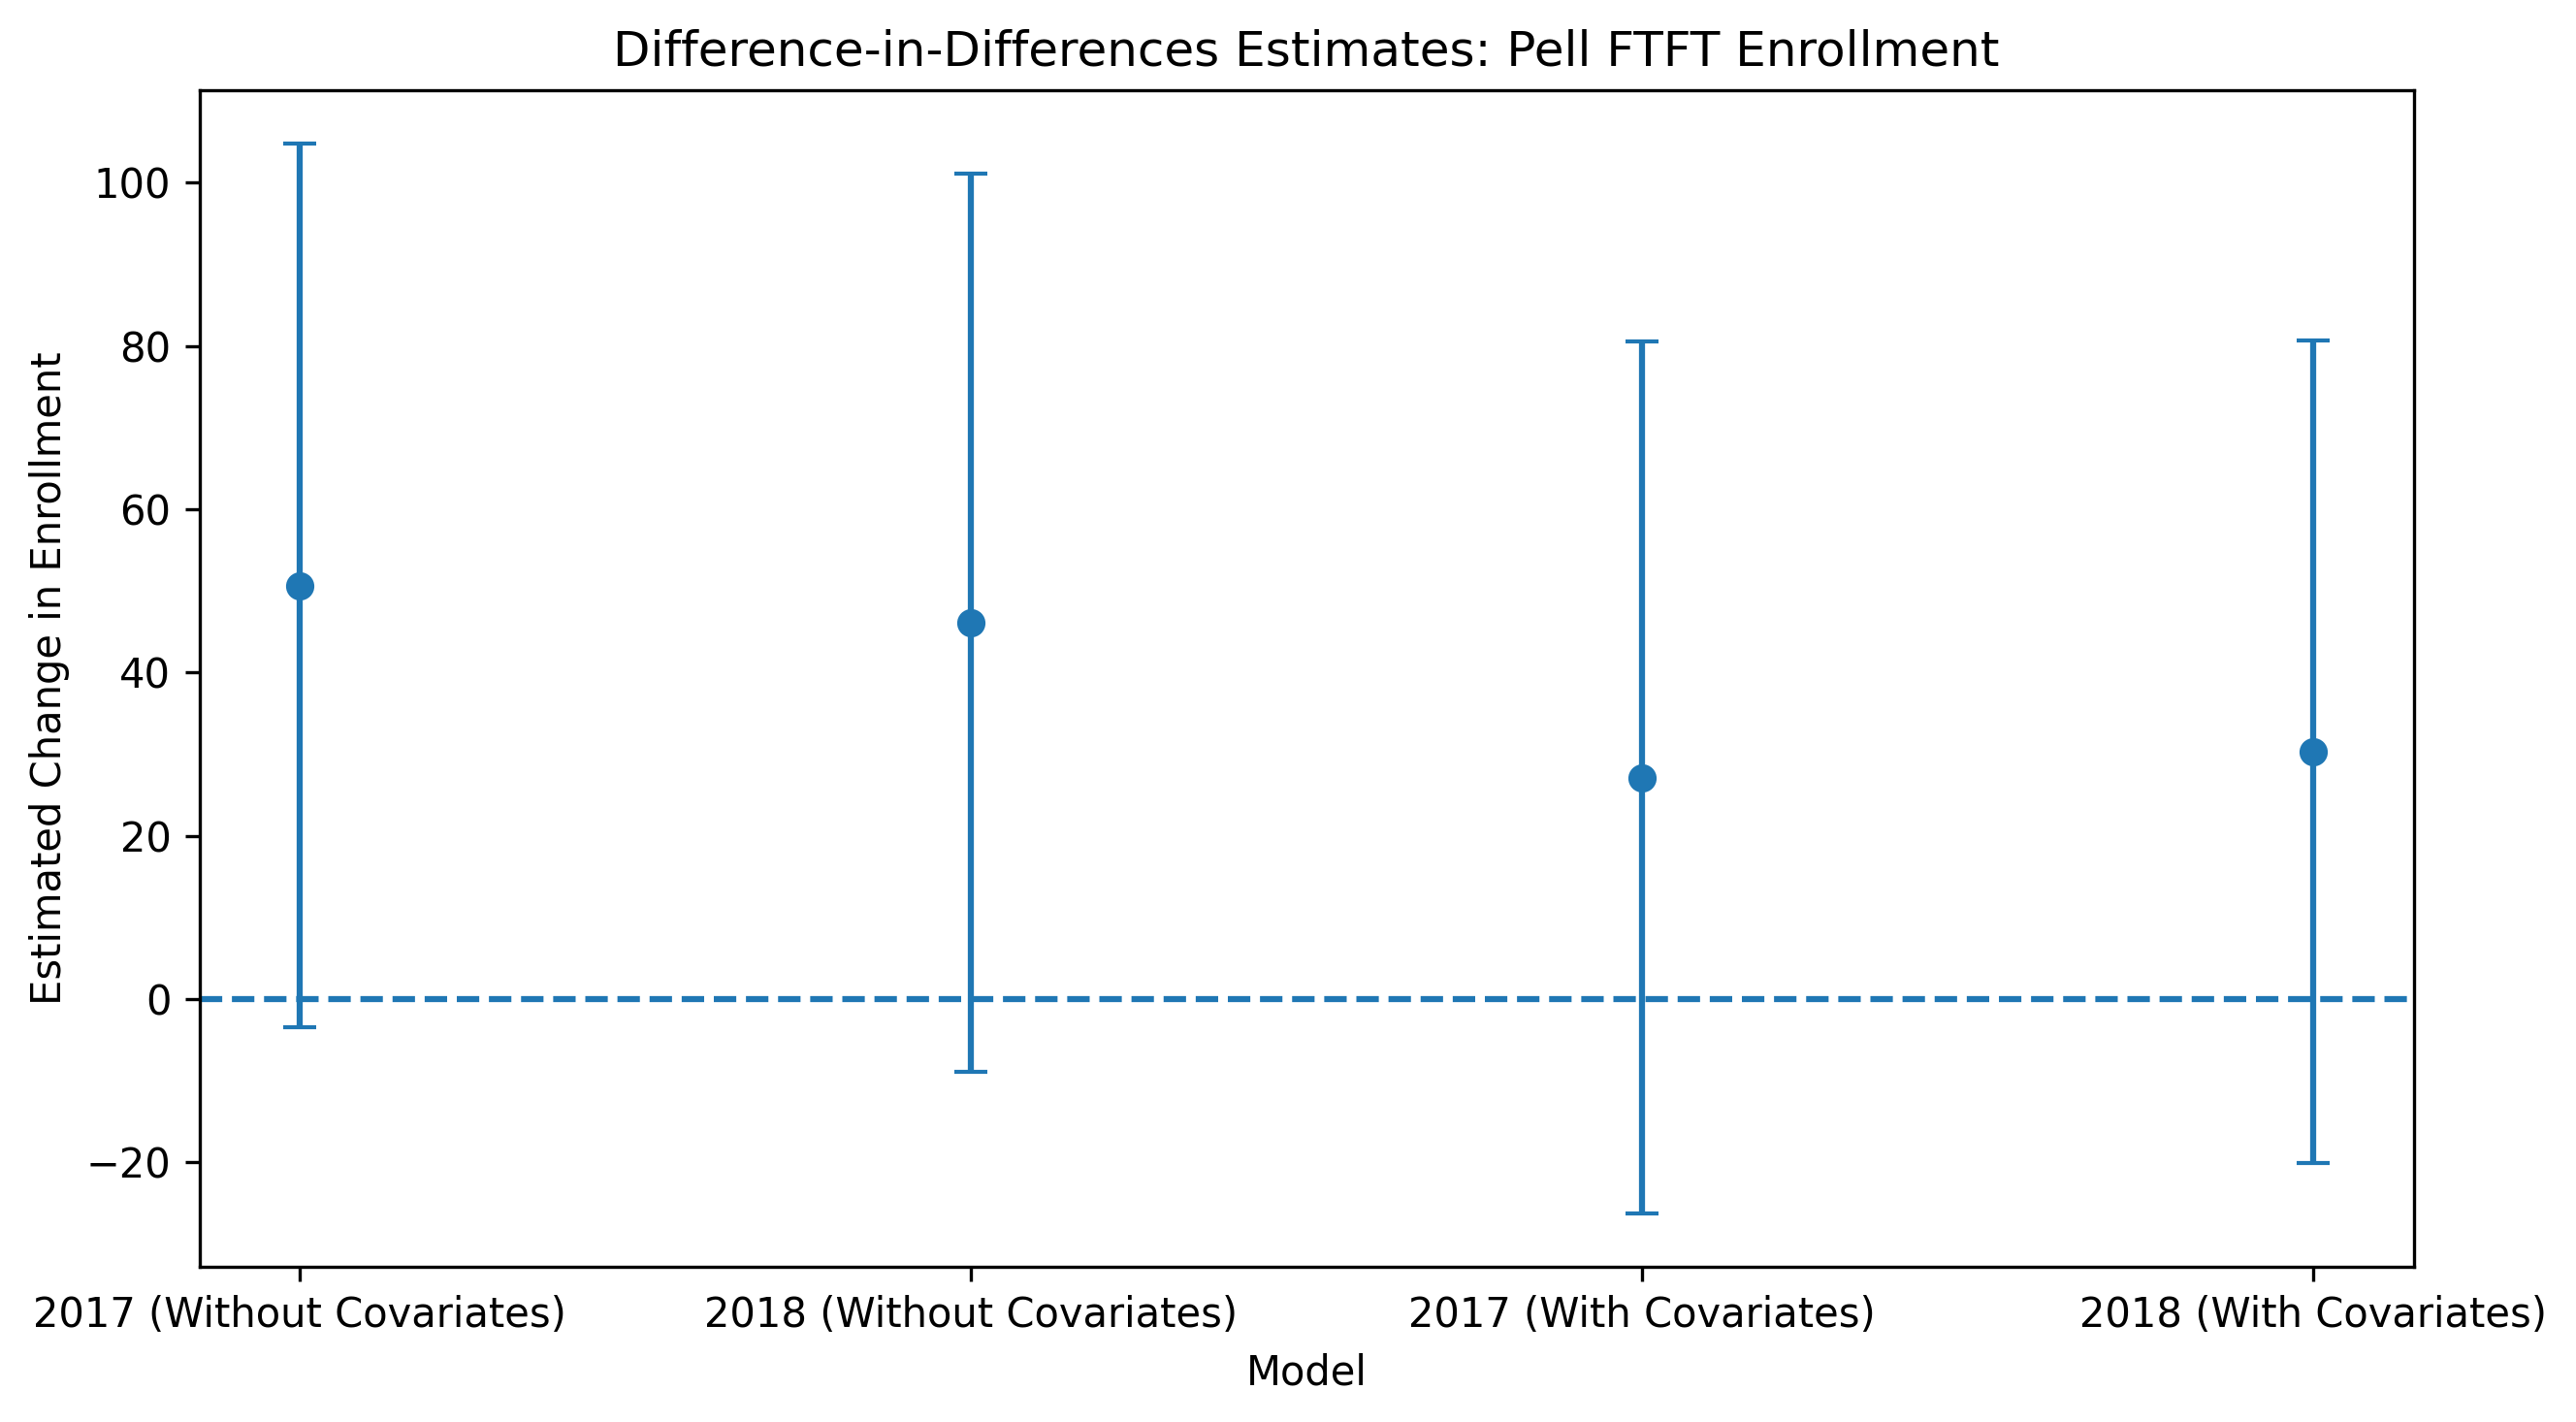 Difference-in-Differences Estimates: Pell FTFT Enrollment
Estimated Change in Enrollment
100
80
60
40
20
0
−20
2017 (Without Covariates)
2018 (Without Covariates)
2017 (With Covariates)
2018 (With Covariates)
Model